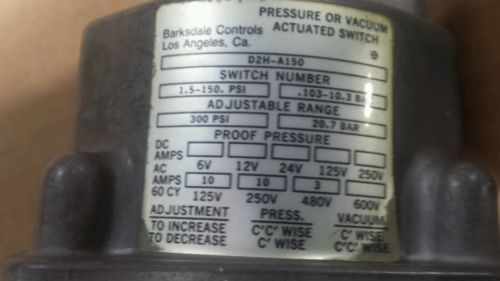 PRESSURE OR VACUUM
Barksdale Controls ACTUATED SWITCH
Los Angeles, Ca.
D2H-A150
SWITCH NUMBER
1.5-150. PSI .103-10.3 BAR
ADJUSTABLE RANGE
300 PSI 20.7 BAR
PROOF PRESSURE
DC
AMPS
6V 12V 24V 125V 250V
AC
AMPS 10 10 3
60 CY 125V 250V 480V 600V
ADJUSTMENT PRESS. VACUUM
TO INCREASE C'C' WISE C' WISE
TO DECREASE C' WISE C'C' WISE